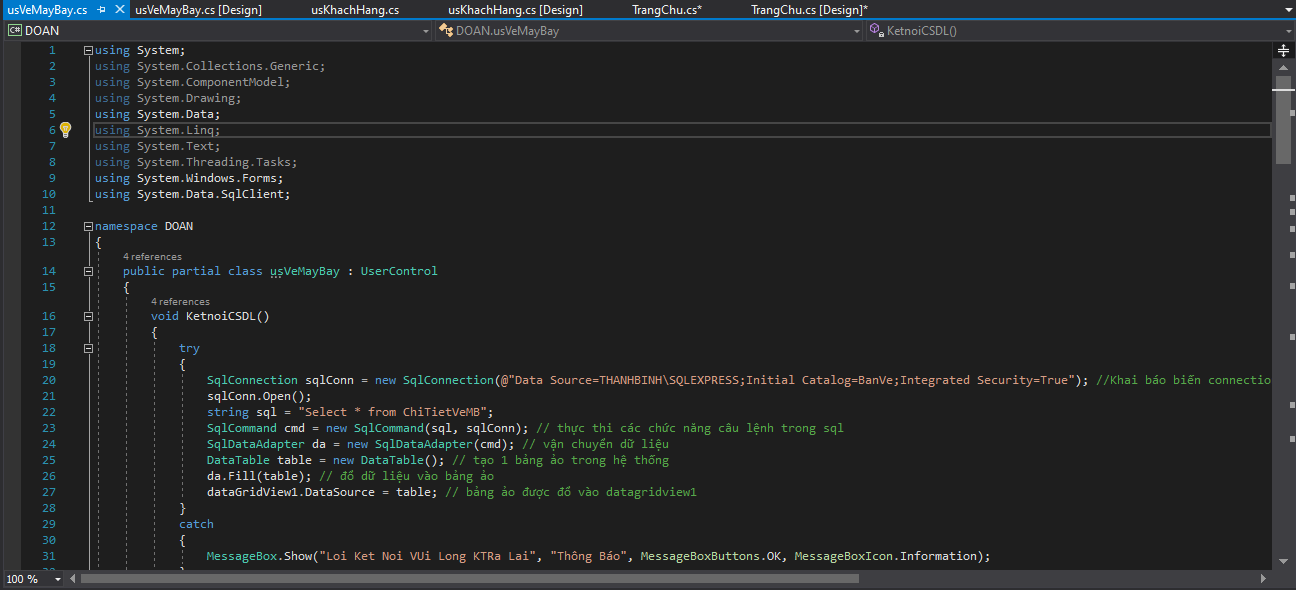 usVeMayBay.cs usVeMayBay.cs [Design] usKhachHang.cs usKhachHang.cs [Design] TrangChu.cs* TrangChu.cs [Design]*
C# DOAN DOAN.usVeMayBay KetnoiCSDL()
1 using System;
2 using System.Collections.Generic;
3 using System.ComponentModel;
4 using System.Drawing;
5 using System.Data;
6 using System.Linq;
7 using System.Text;
8 using System.Threading.Tasks;
9 using System.Windows.Forms;
10 using System.Data.SqlClient;
11
12 namespace DOAN
13 {
4 references
14 public partial class usVeMayBay : UserControl
15 {
4 references
16 void KetnoiCSDL()
17 {
18 try
19 {
20 SqlConnection sqlConn = new SqlConnection(@"Data Source=THANHBINH\SQLEXPRESS;Initial Catalog=BanVe;Integrated Security=True"); //Khai báo biến connectio
21 sqlConn.Open();
22 string sql = "Select * from ChiTietVeMB";
23 SqlCommand cmd = new SqlCommand(sql, sqlConn); // thực thi các chức năng câu lệnh trong sql
24 SqlDataAdapter da = new SqlDataAdapter(cmd); // vận chuyển dữ liệu
25 DataTable table = new DataTable(); // tạo 1 bảng ảo trong hệ thống
26 da.Fill(table); // đổ dữ liệu vào bảng ảo
27 dataGridView1.DataSource = table; // bảng ảo được đổ vào datagridview1
28 }
29 catch
30 {
31 MessageBox.Show("Loi Ket Noi VUi Long KTRa Lai", "Thông Báo", MessageBoxButtons.OK, MessageBoxIcon.Information);
100 %